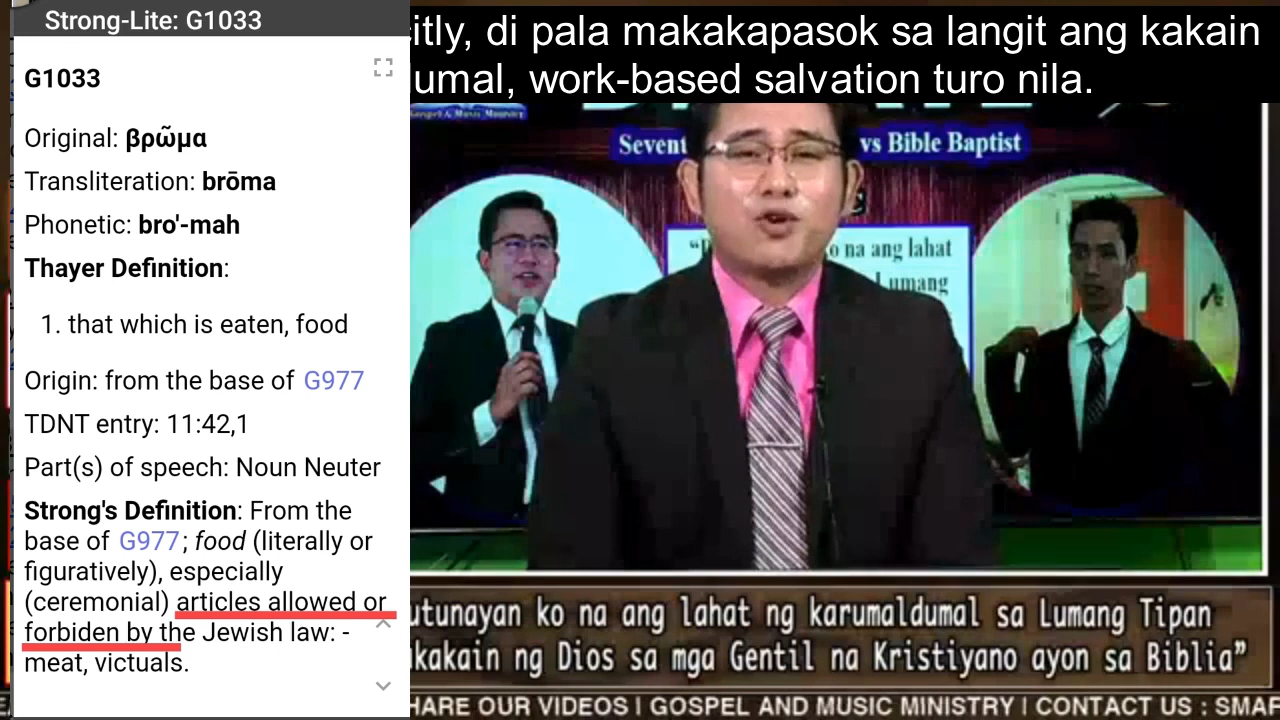 Strong-Lite: G1033
G1033
Original: βρῶμα
Transliteration: brōma
Phonetic: bro'-mah
Thayer Definition:
1. that which is eaten, food
Origin: from the base of G977
TDNT entry: 11:42,1
Part(s) of speech: Noun Neuter
Strong's Definition: From the
base of G977; food (literally or
figuratively), especially
(ceremonial) articles allowed or
forbiden by the Jewish law: -
meat, victuals.
itly, di pala makakapasok sa langit ang kakain
umal, work-based salvation turo nila.
Gospel & Music Ministry
Sevent vs Bible Baptist
o na ang lahat
umang
utunayan ko na ang lahat ng karumaldumal sa Lumang Tipan
kakain ng Dios sa mga Gentil na Kristiyano ayon sa Biblia”
HARE OUR VIDEOS | GOSPEL AND MUSIC MINISTRY | CONTACT US : SMAR